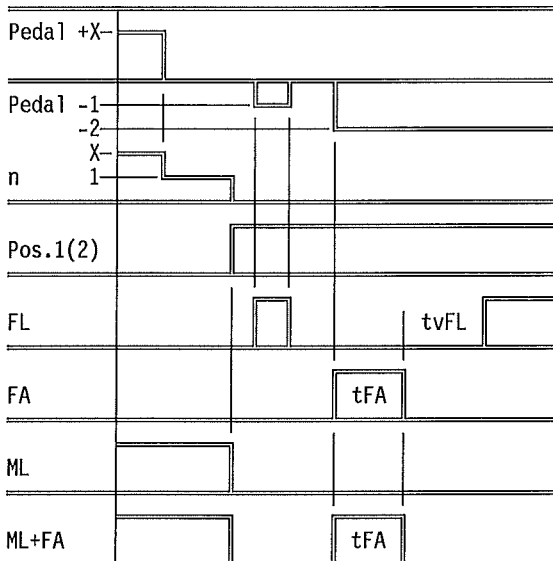 Pedal +X
Pedal -1
-2
X
n 1
Pos.1(2)
FL tvFL
FA tFA
ML
ML+FA tFA